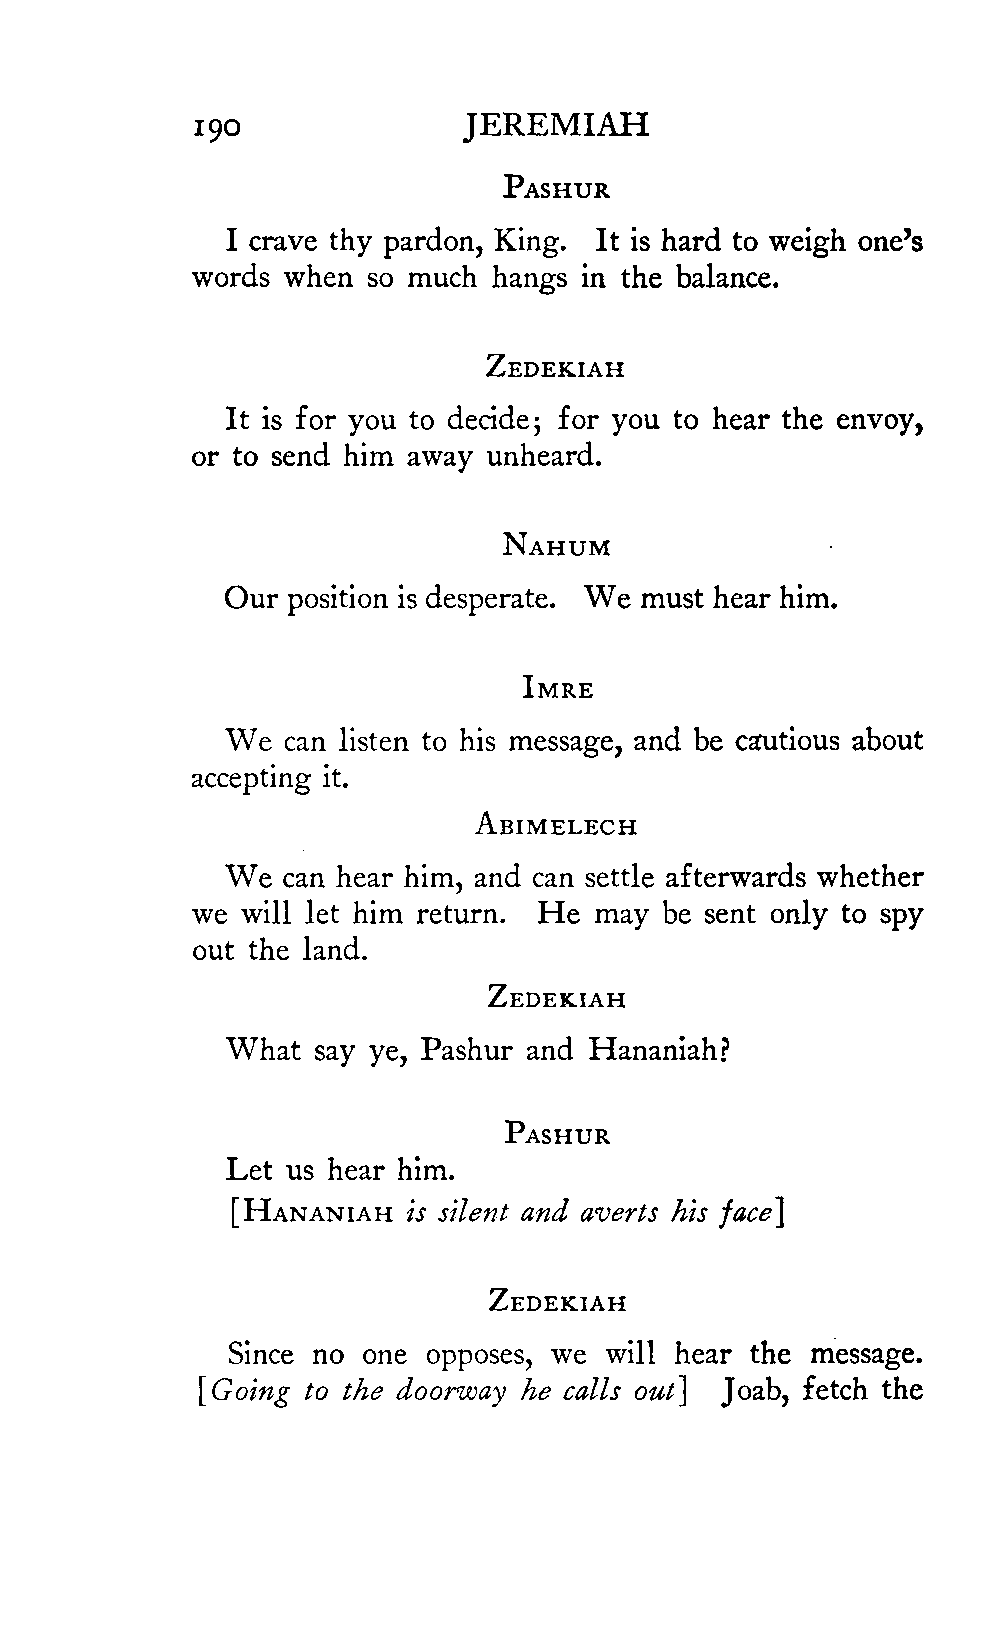 190 JEREMIAH
PASHUR
I crave thy pardon, King. It is hard to weigh one's
words when so much hangs in the balance.
ZEDEKIAH
It is for you to decide; for you to hear the envoy,
or to send him away unheard.
NAHUM
Our position is desperate. We must hear him.
IMRE
We can listen to his message, and be cautious about
accepting it.
ABIMELECH
We can hear him, and can settle afterwards whether
we will let him return. He may be sent only to spy
out the land.
ZEDEKIAH
What say ye, Pashur and Hananiah?
PASHUR
Let us hear him.
[HANANIAH is silent and averts his face]
ZEDEKIAH
Since no one opposes, we will hear the message.
[Going to the doorway he calls out] Joab, fetch the